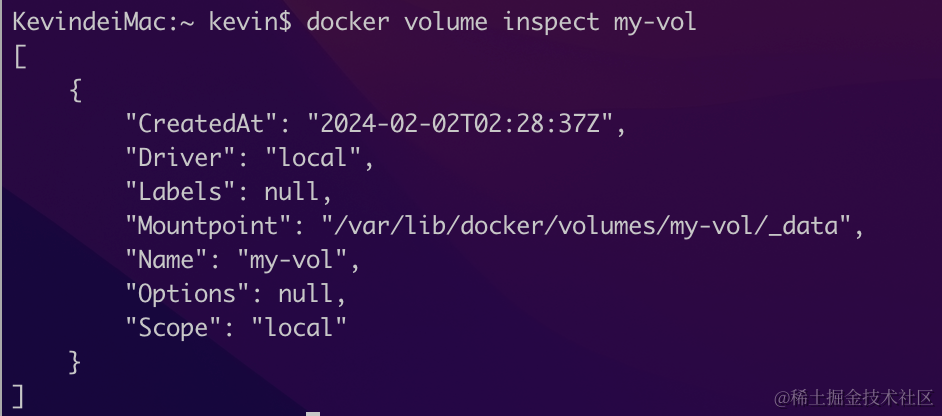 KevindeiMac:~ kevin$ docker volume inspect my-vol
[
    {
        "CreatedAt": "2024-02-02T02:28:37Z",
        "Driver": "local",
        "Labels": null,
        "Mountpoint": "/var/lib/docker/volumes/my-vol/_data",
        "Name": "my-vol",
        "Options": null,
        "Scope": "local"
    }
]
@稀土掘金技术社区